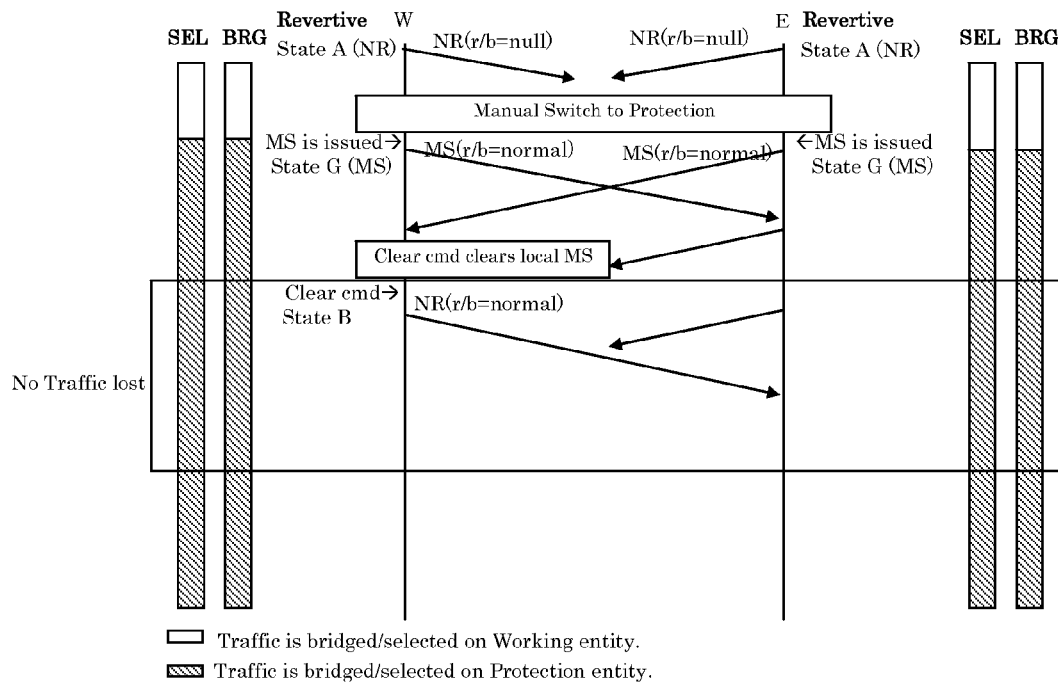 Revertive W E Revertive
SEL BRG State A (NR) NR(r/b=null) NR(r/b=null) State A (NR) SEL BRG
Manual Switch to Protection
MS is issued→ MS(r/b=normal) MS(r/b=normal) ←MS is issued
State G (MS) State G (MS)
Clear cmd clears local MS
Clear cmd→
State B NR(r/b=normal)
No Traffic lost
Traffic is bridged/selected on Working entity.
Traffic is bridged/selected on Protection entity.